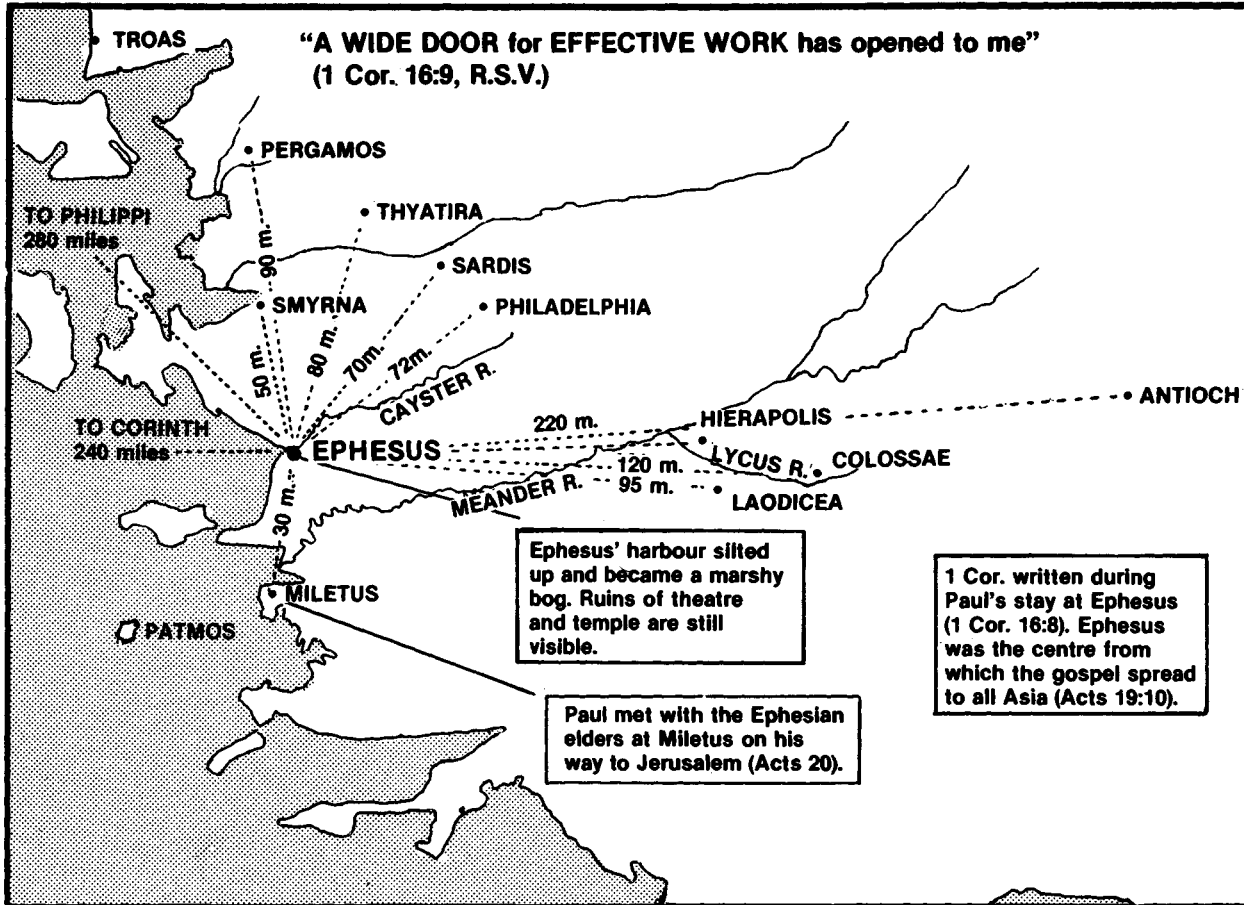 TROAS
“A WIDE DOOR for EFFECTIVE WORK has opened to me”
(1 Cor. 16:9, R.S.V.)
PERGAMOS
THYATIRA
TO PHILIPPI
280 miles
90 m.
SARDIS
SMYRNA
PHILADELPHIA
50 m.
80 m.
70m.
72m.
CAYSTER R.
ANTIOCH
TO CORINTH
240 miles
EPHESUS
220 m.
HIERAPOLIS
LYCUS R.
COLOSSAE
120 m.
95 m.
MEANDER R.
LAODICEA
30 m.
MILETUS
PATMOS
Ephesus’ harbour silted
up and became a marshy
bog. Ruins of theatre
and temple are still
visible.
1 Cor. written during
Paul’s stay at Ephesus
(1 Cor. 16:8). Ephesus
was the centre from
which the gospel spread
to all Asia (Acts 19:10).
Paul met with the Ephesian
elders at Miletus on his
way to Jerusalem (Acts 20).